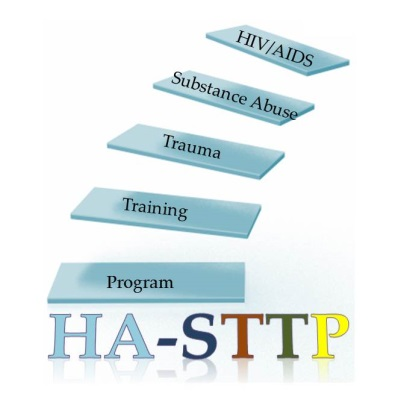 HIV/AIDS
Substance Abuse
Trauma
Training
Program
HA-STTP